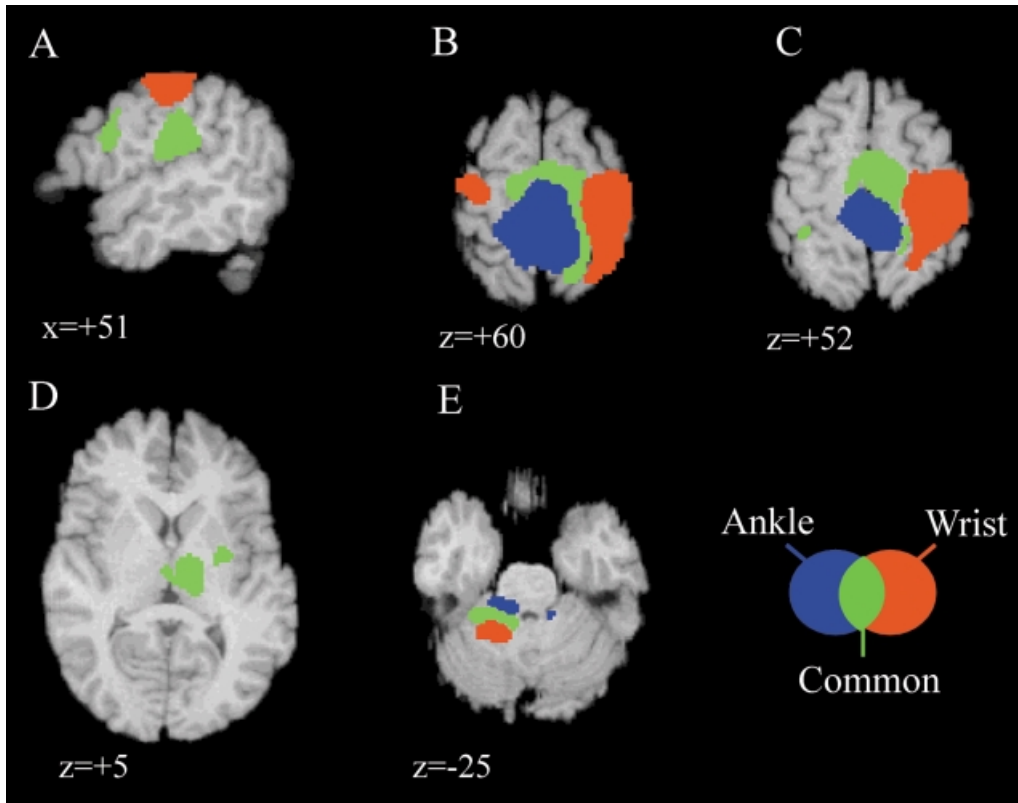 A
B
C
x=+51
z=+60
z=+52
D
E
Ankle
Wrist
Common
z=+5
z=-25